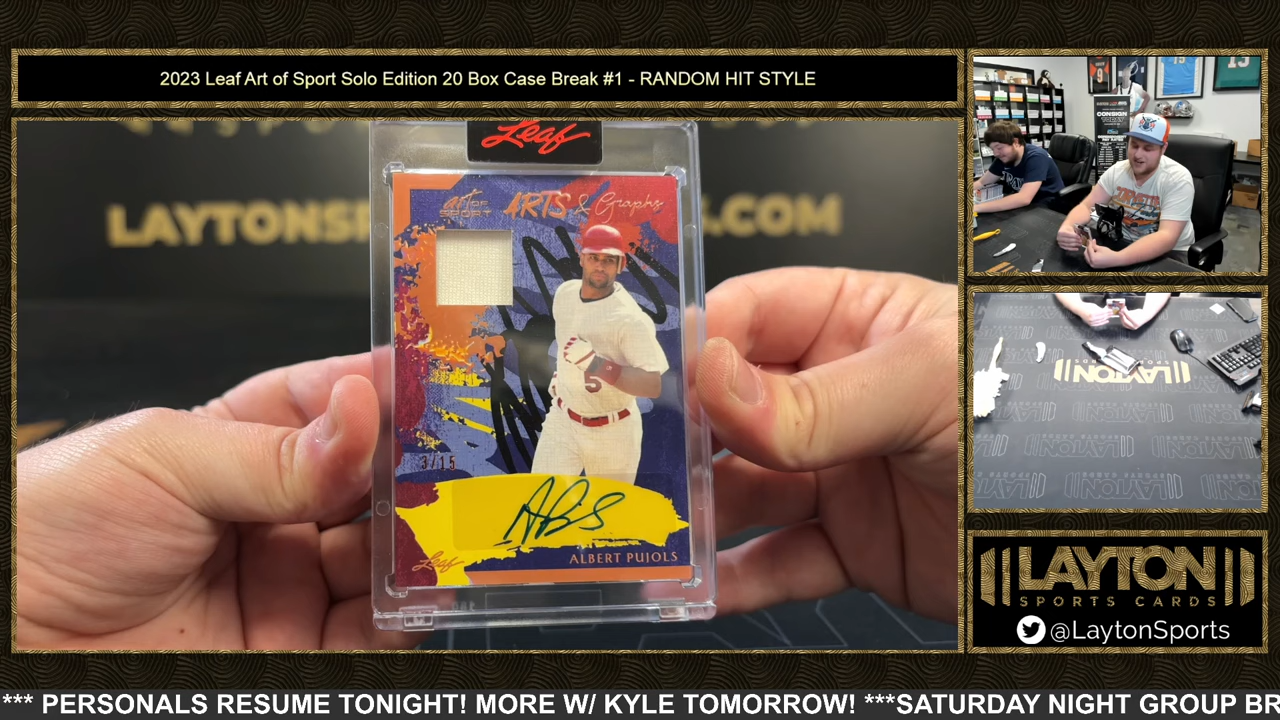 2023 Leaf Art of Sport Solo Edition 20 Box Case Break #1 - RANDOM HIT STYLE
Leaf
ART OF
SPORT
ARTS & Graphs
5
3/15
Leaf
ALBERT PUJOLS
CONSIGN
LAYTON
LAYTON
SPORTS CARDS
@LaytonSports
*** PERSONALS RESUME TONIGHT! MORE W/ KYLE TOMORROW! ***SATURDAY NIGHT GROUP BR